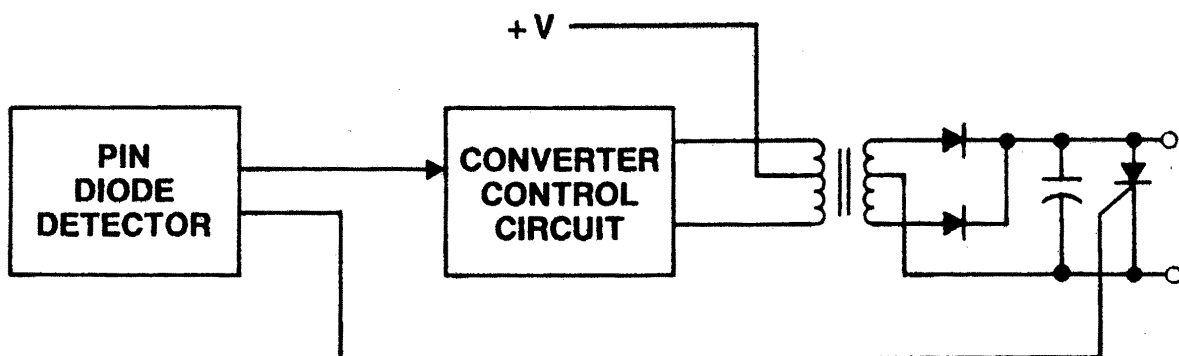 + V
PIN
DIODE
DETECTOR
CONVERTER
CONTROL
CIRCUIT